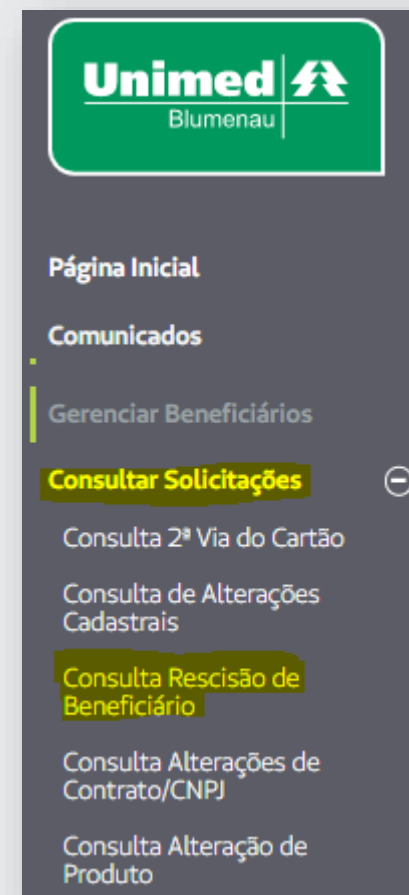 Unimed
Blumenau
Página Inicial
Comunicados
Gerenciar Beneficiários
Consultar Solicitações
Consulta 2ª Via do Cartão
Consulta de Alterações
Cadastrais
Consulta Rescisão de
Beneficiário
Consulta Alterações de
Contrato/CNPJ
Consulta Alteração de
Produto